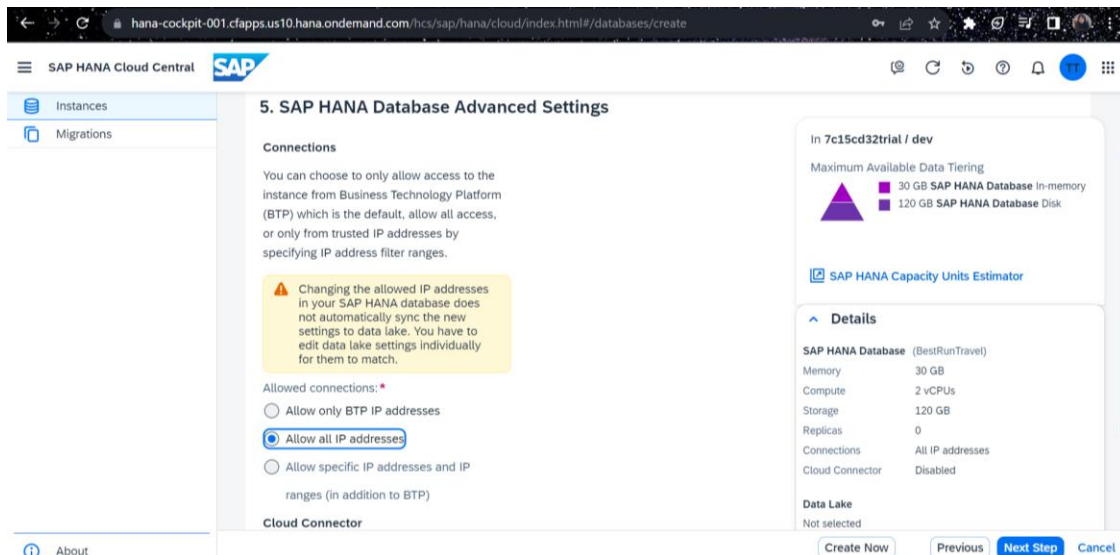 hana-cockpit-001.cfapps.us10.hana.ondemand.com/hcs/sap/hana/cloud/index.html#/databases/create
SAP HANA Cloud Central
SAP
TT
Instances
Migrations
5. SAP HANA Database Advanced Settings
Connections
You can choose to only allow access to the
instance from Business Technology Platform
(BTP) which is the default, allow all access,
or only from trusted IP addresses by
specifying IP address filter ranges.
Changing the allowed IP addresses
in your SAP HANA database does
not automatically sync the new
settings to data lake. You have to
edit data lake settings individually
for them to match.
Allowed connections:*
Allow only BTP IP addresses
Allow all IP addresses
Allow specific IP addresses and IP
ranges (in addition to BTP)
Cloud Connector
In 7c15cd32trial / dev
Maximum Available Data Tiering
30 GB SAP HANA Database In-memory
120 GB SAP HANA Database Disk
SAP HANA Capacity Units Estimator
Details
SAP HANA Database (BestRunTravel)
Memory 30 GB
Compute 2 vCPUs
Storage 120 GB
Replicas 0
Connections All IP addresses
Cloud Connector Disabled
Data Lake
Not selected
About
Create Now Previous Next Step Cancel